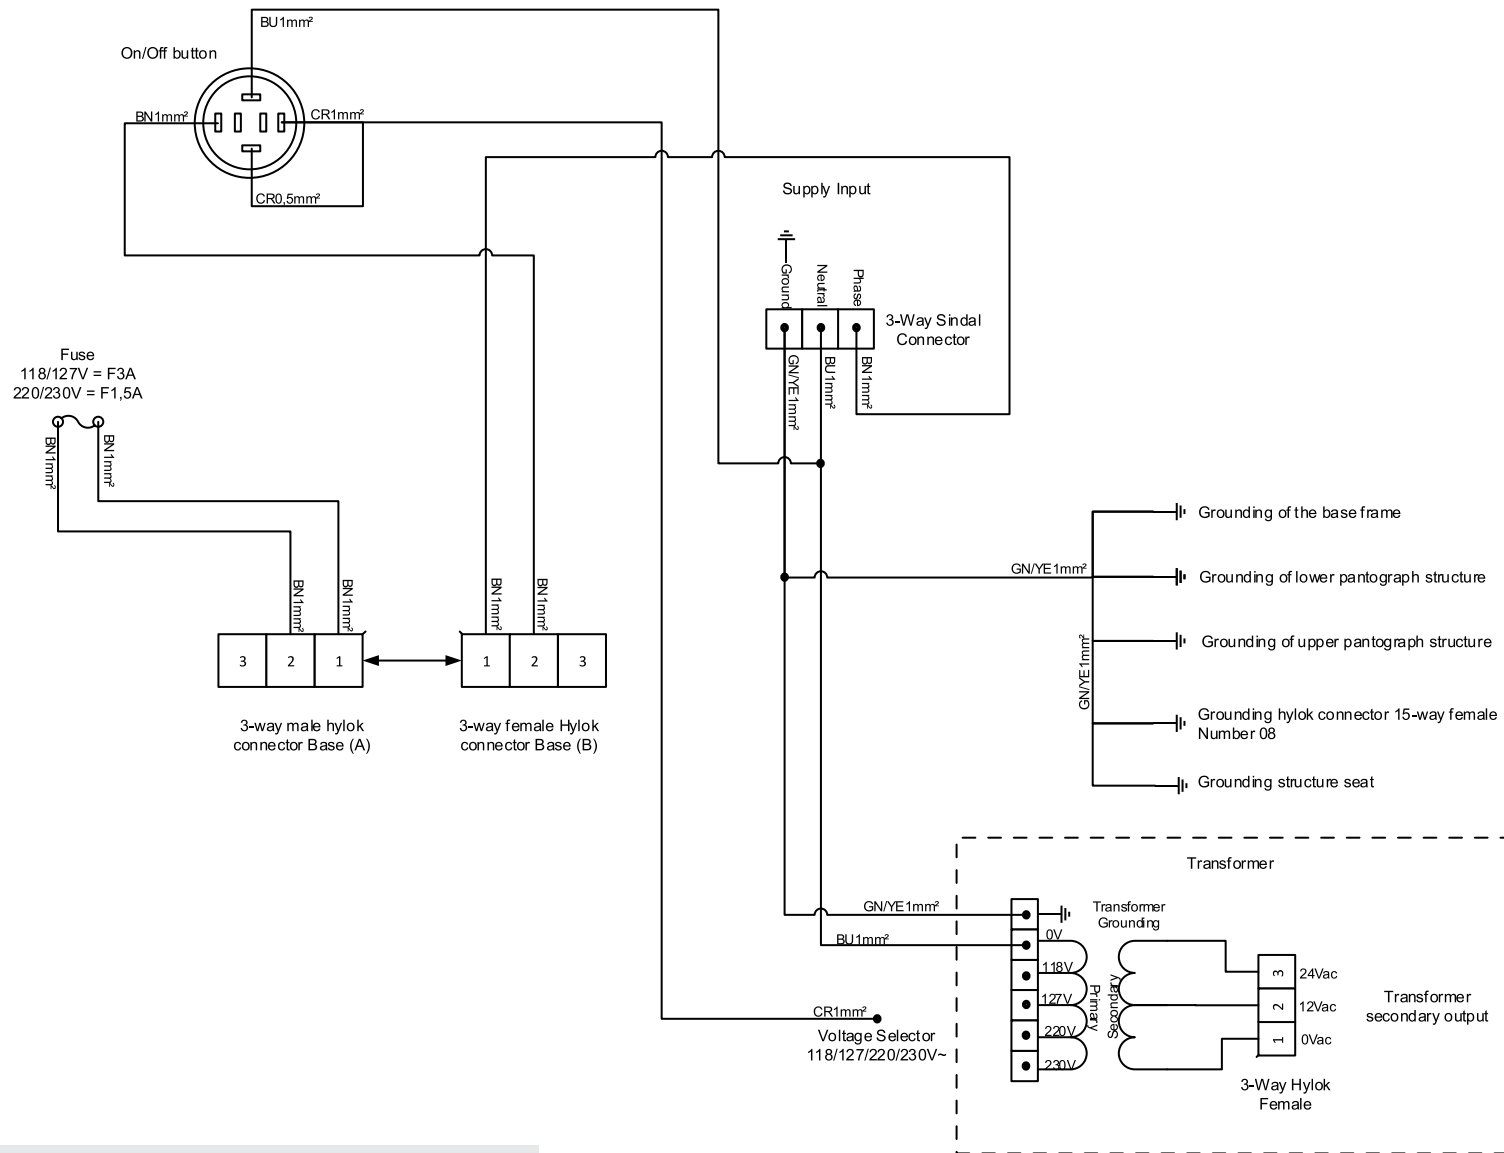 BU1mm²
On/Off button
BN1mm²
CR1mm²
CR0,5mm²
Supply Input
Ground
Neutral
Phase
3-Way Sindal
Connector
GN/YE1mm²
BU1mm²
BN1mm²
Fuse
118/127V = F3A
220/230V = F1,5A
BN1mm²
BN1mm²
BN1mm²
BN1mm²
BN1mm²
BN1mm²
3
2
1
1
2
3
3-way male hylok
connector Base (A)
3-way female Hylok
connector Base (B)
GN/YE1mm²
GN/YE1mm²
Grounding of the base frame
Grounding of lower pantograph structure
Grounding of upper pantograph structure
Grounding hylok connector 15-way female
Number 08
Grounding structure seat
Transformer
GN/YE1mm²
BU1mm²
CR1mm²
Voltage Selector
118/127/220/230V~
Transformer
Grounding
0V
118V
127V
220V
230V
Primary
Secundary
3
2
1
24Vac
12Vac
0Vac
Transformer
secondary output
3-Way Hylok
Female